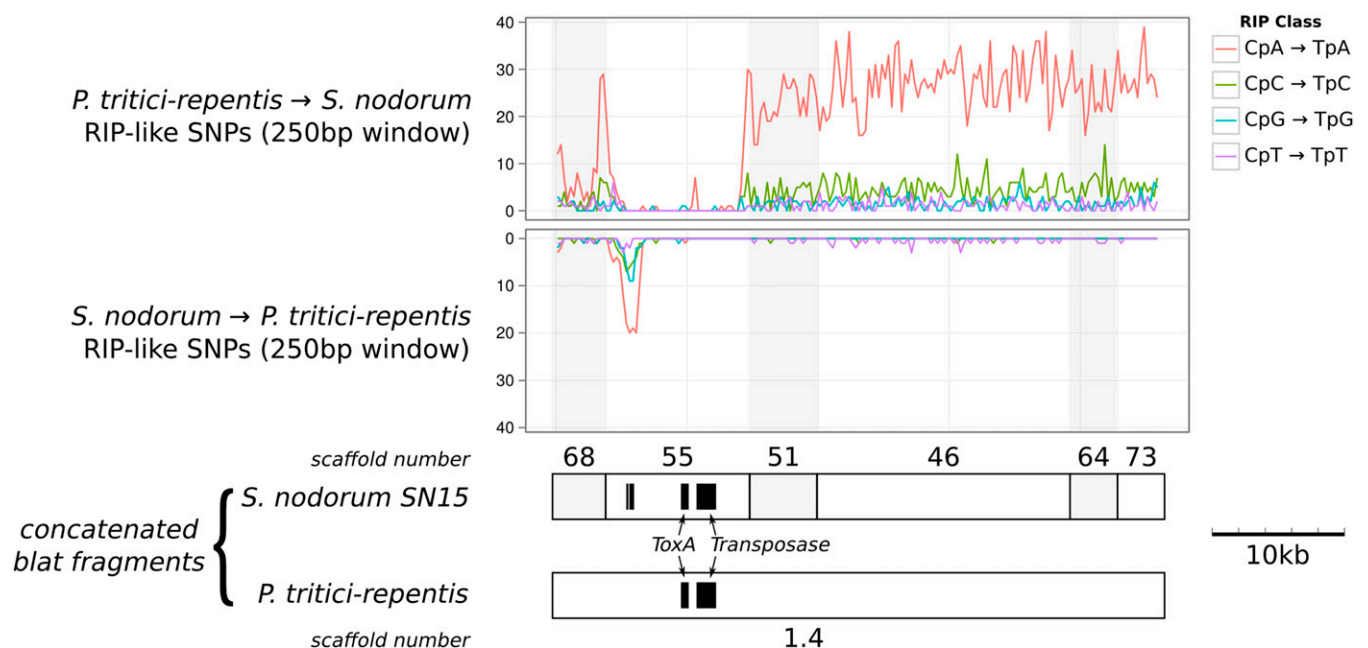 P. tritici-repentis → S. nodorum
RIP-like SNPs (250bp window)
40
30
20
10
0
RIP Class
CpA → TpA
CpC → TpC
CpG → TpG
CpT → TpT
S. nodorum → P. tritici-repentis
RIP-like SNPs (250bp window)
0
10
20
30
40
scaffold number
68 55 51 46 64 73
S. nodorum SN15
concatenated
blat fragments
ToxA Transposase
10kb
P. tritici-repentis
scaffold number
1.4